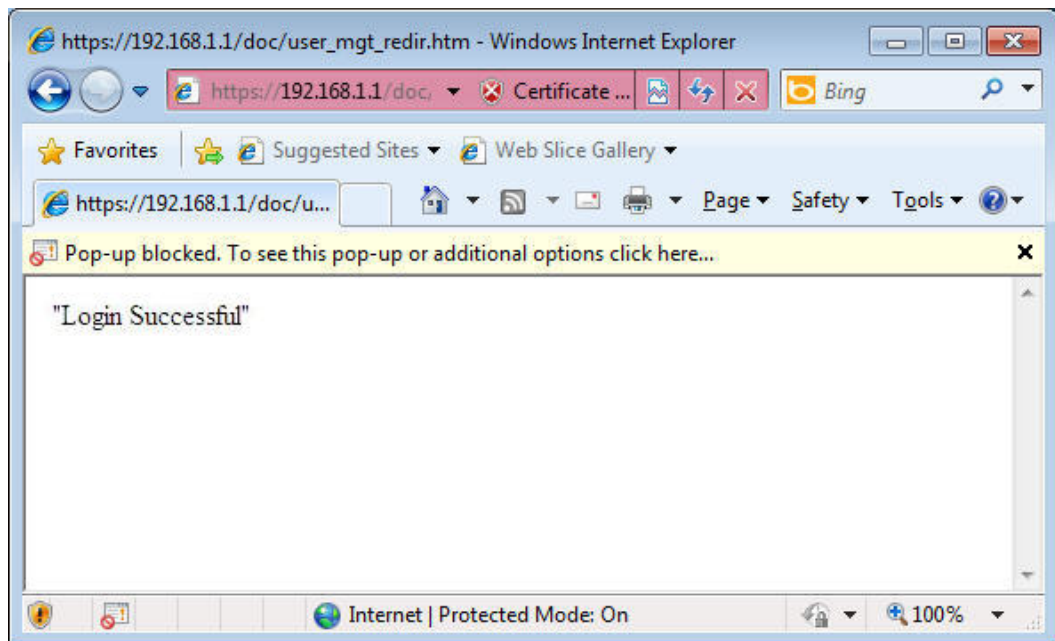 https://192.168.1.1/doc/user_mgt_redir.htm - Windows Internet Explorer
https://192.168.1.1/doc, Certificate ... Bing
Favorites Suggested Sites Web Slice Gallery
https://192.168.1.1/doc/u... Page Safety Tools
Pop-up blocked. To see this pop-up or additional options click here...
"Login Successful"
Internet | Protected Mode: On 100%